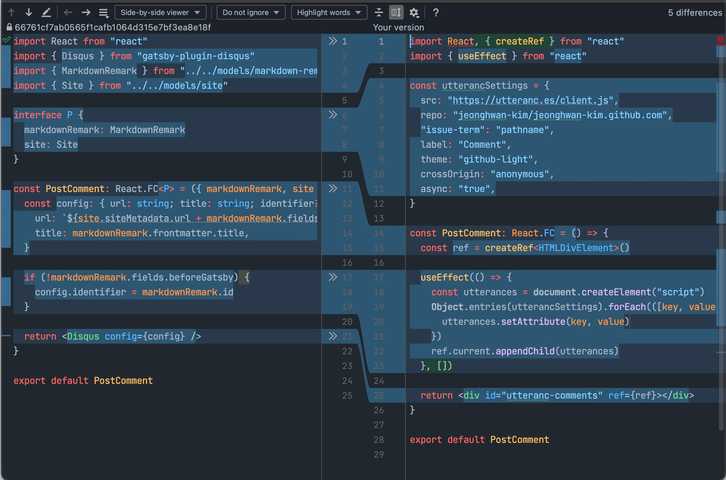 Side-by-side viewer
Do not ignore
Highlight words
?
5 differences
66761cf7ab0565f1cafb1064d315e7bf3ea8e18f
Your version
import React from "react"
import { Disqus } from "gatsby-plugin-disqus"
import { MarkdownRemark } from "../../models/markdown-rem
import { Site } from "../../models/site"
interface P {
markdownRemark: MarkdownRemark
site: Site
}
const PostComment: React.FC<P> = ({ markdownRemark, site
const config: { url: string; title: string; identifier?
url: `${site.siteMetadata.url + markdownRemark.fields
title: markdownRemark.frontmatter.title,
}
if (!markdownRemark.fields.beforeGatsby) {
config.identifier = markdownRemark.id
}
return <Disqus config={config} />
}
export default PostComment
1 1
2 2
3 3
4 4
5 5
6 6
7 7
8 8
9 9
10 10
11 11
12 12
13 13
14 14
15 15
16 16
17 17
18 18
19 19
20 20
21 21
22 22
23 23
24 24
25 25
26
27
28
29
import React, { createRef } from "react"
import { useEffect } from "react"
const utterancSettings = {
src: "https://utteranc.es/client.js",
repo: "jeonghwan-kim/jeonghwan-kim.github.com",
"issue-term": "pathname",
label: "Comment",
theme: "github-light",
crossOrigin: "anonymous",
async: "true",
}
const PostComment: React.FC = () => {
const ref = createRef<HTMLDivElement>()
useEffect(() => {
const utterances = document.createElement("script")
Object.entries(utterancSettings).forEach(([key, value
utterances.setAttribute(key, value)
})
ref.current.appendChild(utterances)
}, [])
return <div id="utteranc-comments" ref={ref}></div>
}
export default PostComment